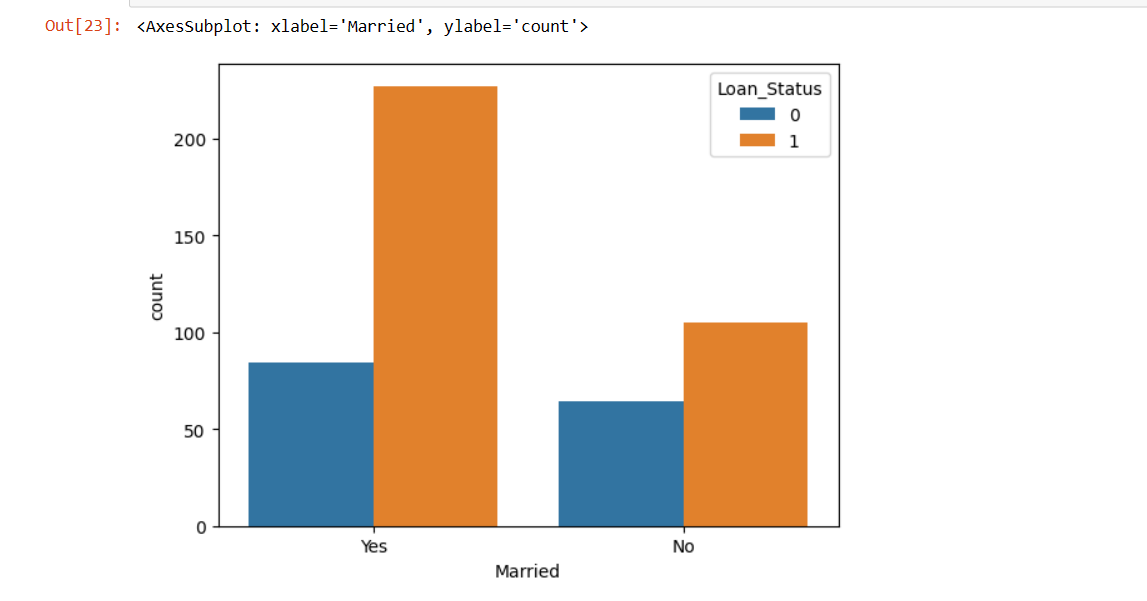 Out[23]: <AxesSubplot: xlabel='Married', ylabel='count'>
Loan_Status
0
1
200
150
100
50
0
count
Yes No
Married